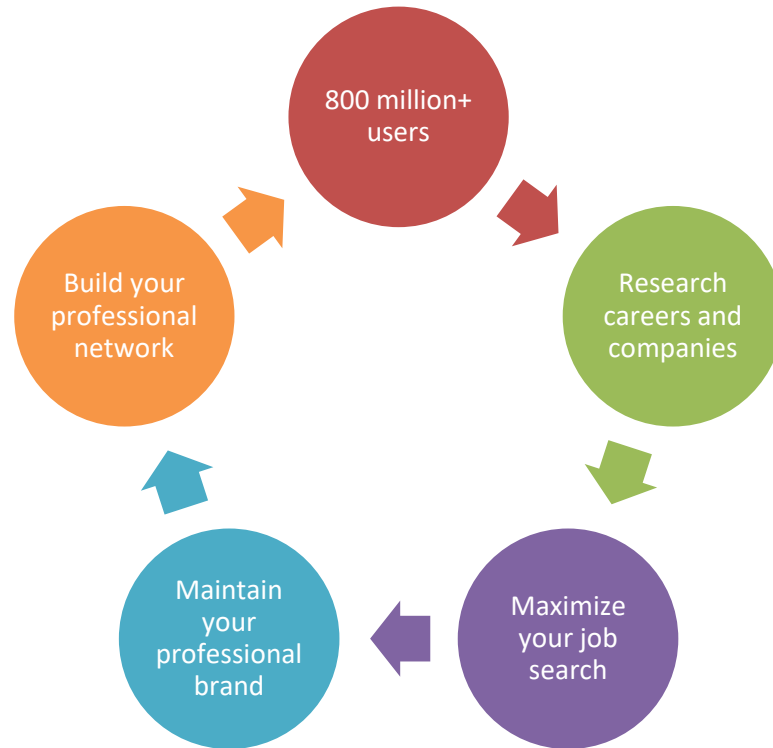 800 million+
users
Research
careers and
companies
Maximize
your job
search
Maintain
your
professional
brand
Build your
professional
network